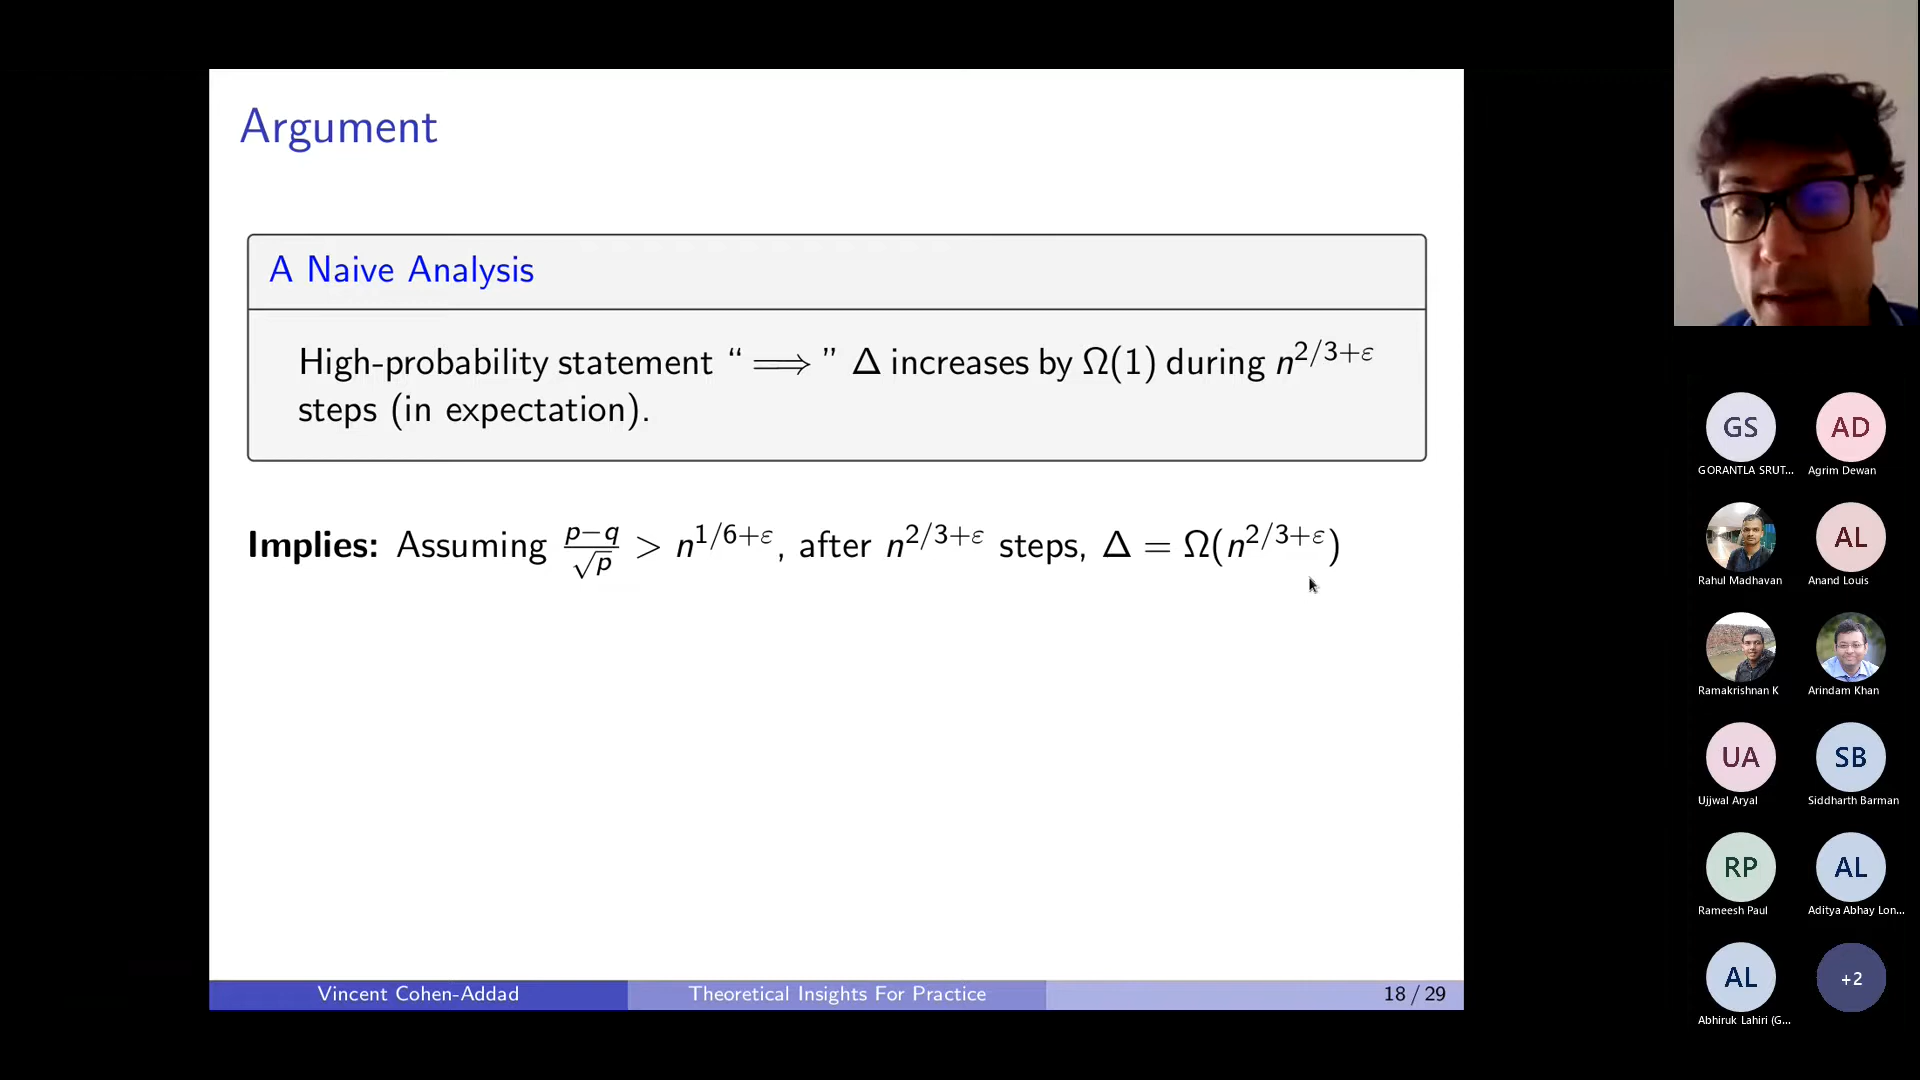 Argument
A Naive Analysis
High-probability statement “ ⟹ ” Δ increases by Ω(1) during n^{2/3+ε}
steps (in expectation).
Implies: Assuming \frac{p−q}{\sqrt{p}} > n^{1/6+ε}, after n^{2/3+ε} steps, Δ = Ω(n^{2/3+ε})
Vincent Cohen-Addad
Theoretical Insights For Practice
18 / 29
GS
AD
GORANTLA SRUT...
Agrim Dewan
AL
Rahul Madhavan
Anand Louis
Ramakrishnan K
Arindam Khan
UA
SB
Ujjwal Aryal
Siddharth Barman
RP
AL
Rameesh Paul
Aditya Abhay Lon...
AL
+2
Abhiruk Lahiri (G...